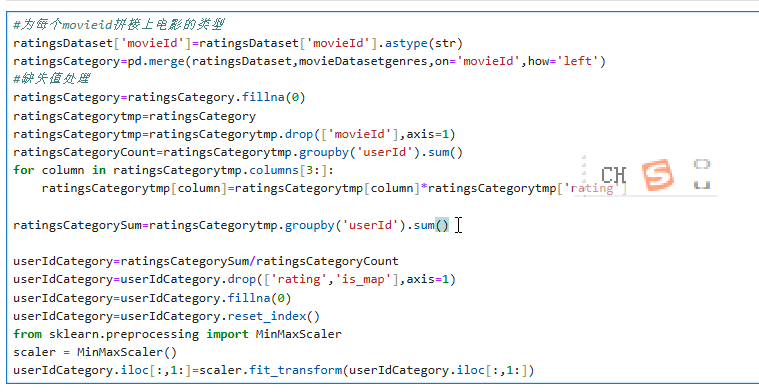 #为每个movieid拼接上电影的类型
ratingsDataset['movieId']=ratingsDataset['movieId'].astype(str)
ratingsCategory=pd.merge(ratingsDataset,movieDatasetgenres,on='movieId',how='left')
#缺失值处理
ratingsCategory=ratingsCategory.fillna(0)
ratingsCategorytmp=ratingsCategory
ratingsCategorytmp=ratingsCategorytmp.drop(['movieId'],axis=1)
ratingsCategoryCount=ratingsCategorytmp.groupby('userId').sum()
for column in ratingsCategorytmp.columns[3:]:
    ratingsCategorytmp[column]=ratingsCategorytmp[column]*ratingsCategorytmp['rating']
CH S
ratingsCategorySum=ratingsCategorytmp.groupby('userId').sum()
userIdCategory=ratingsCategorySum/ratingsCategoryCount
userIdCategory=userIdCategory.drop(['rating','is_map'],axis=1)
userIdCategory=userIdCategory.fillna(0)
userIdCategory=userIdCategory.reset_index()
from sklearn.preprocessing import MinMaxScaler
scaler = MinMaxScaler()
userIdCategory.iloc[:,1:]=scaler.fit_transform(userIdCategory.iloc[:,1:])